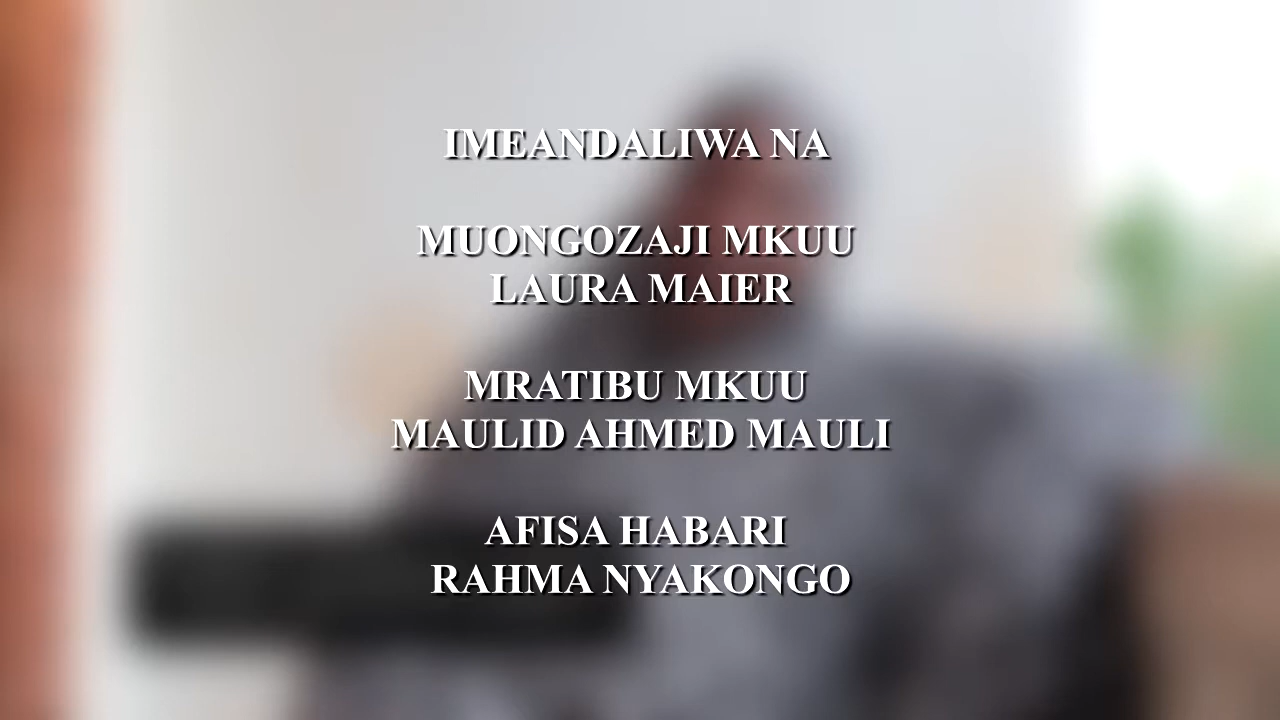 IMEANDALIWA NA
MUONGOZAJI MKUU
LAURA MAIER
MRATIBU MKUU
MAULID AHMED MAULI
AFISA HABARI
RAHMA NYAKONGO